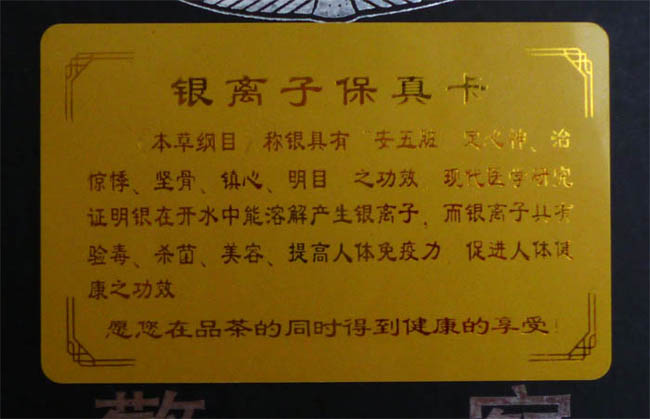 银离子保真卡
《本草纲目》称银具有“安五脏 定心神、治
惊悸、坚骨、镇心、明目 之功效 现代医学研究
证明银在开水中能溶解产生银离子，而银离子具有
验毒、杀菌、美容、提高人体免疫力 促进人体健
康之功效
愿您在品茶的同时得到健康的享受！